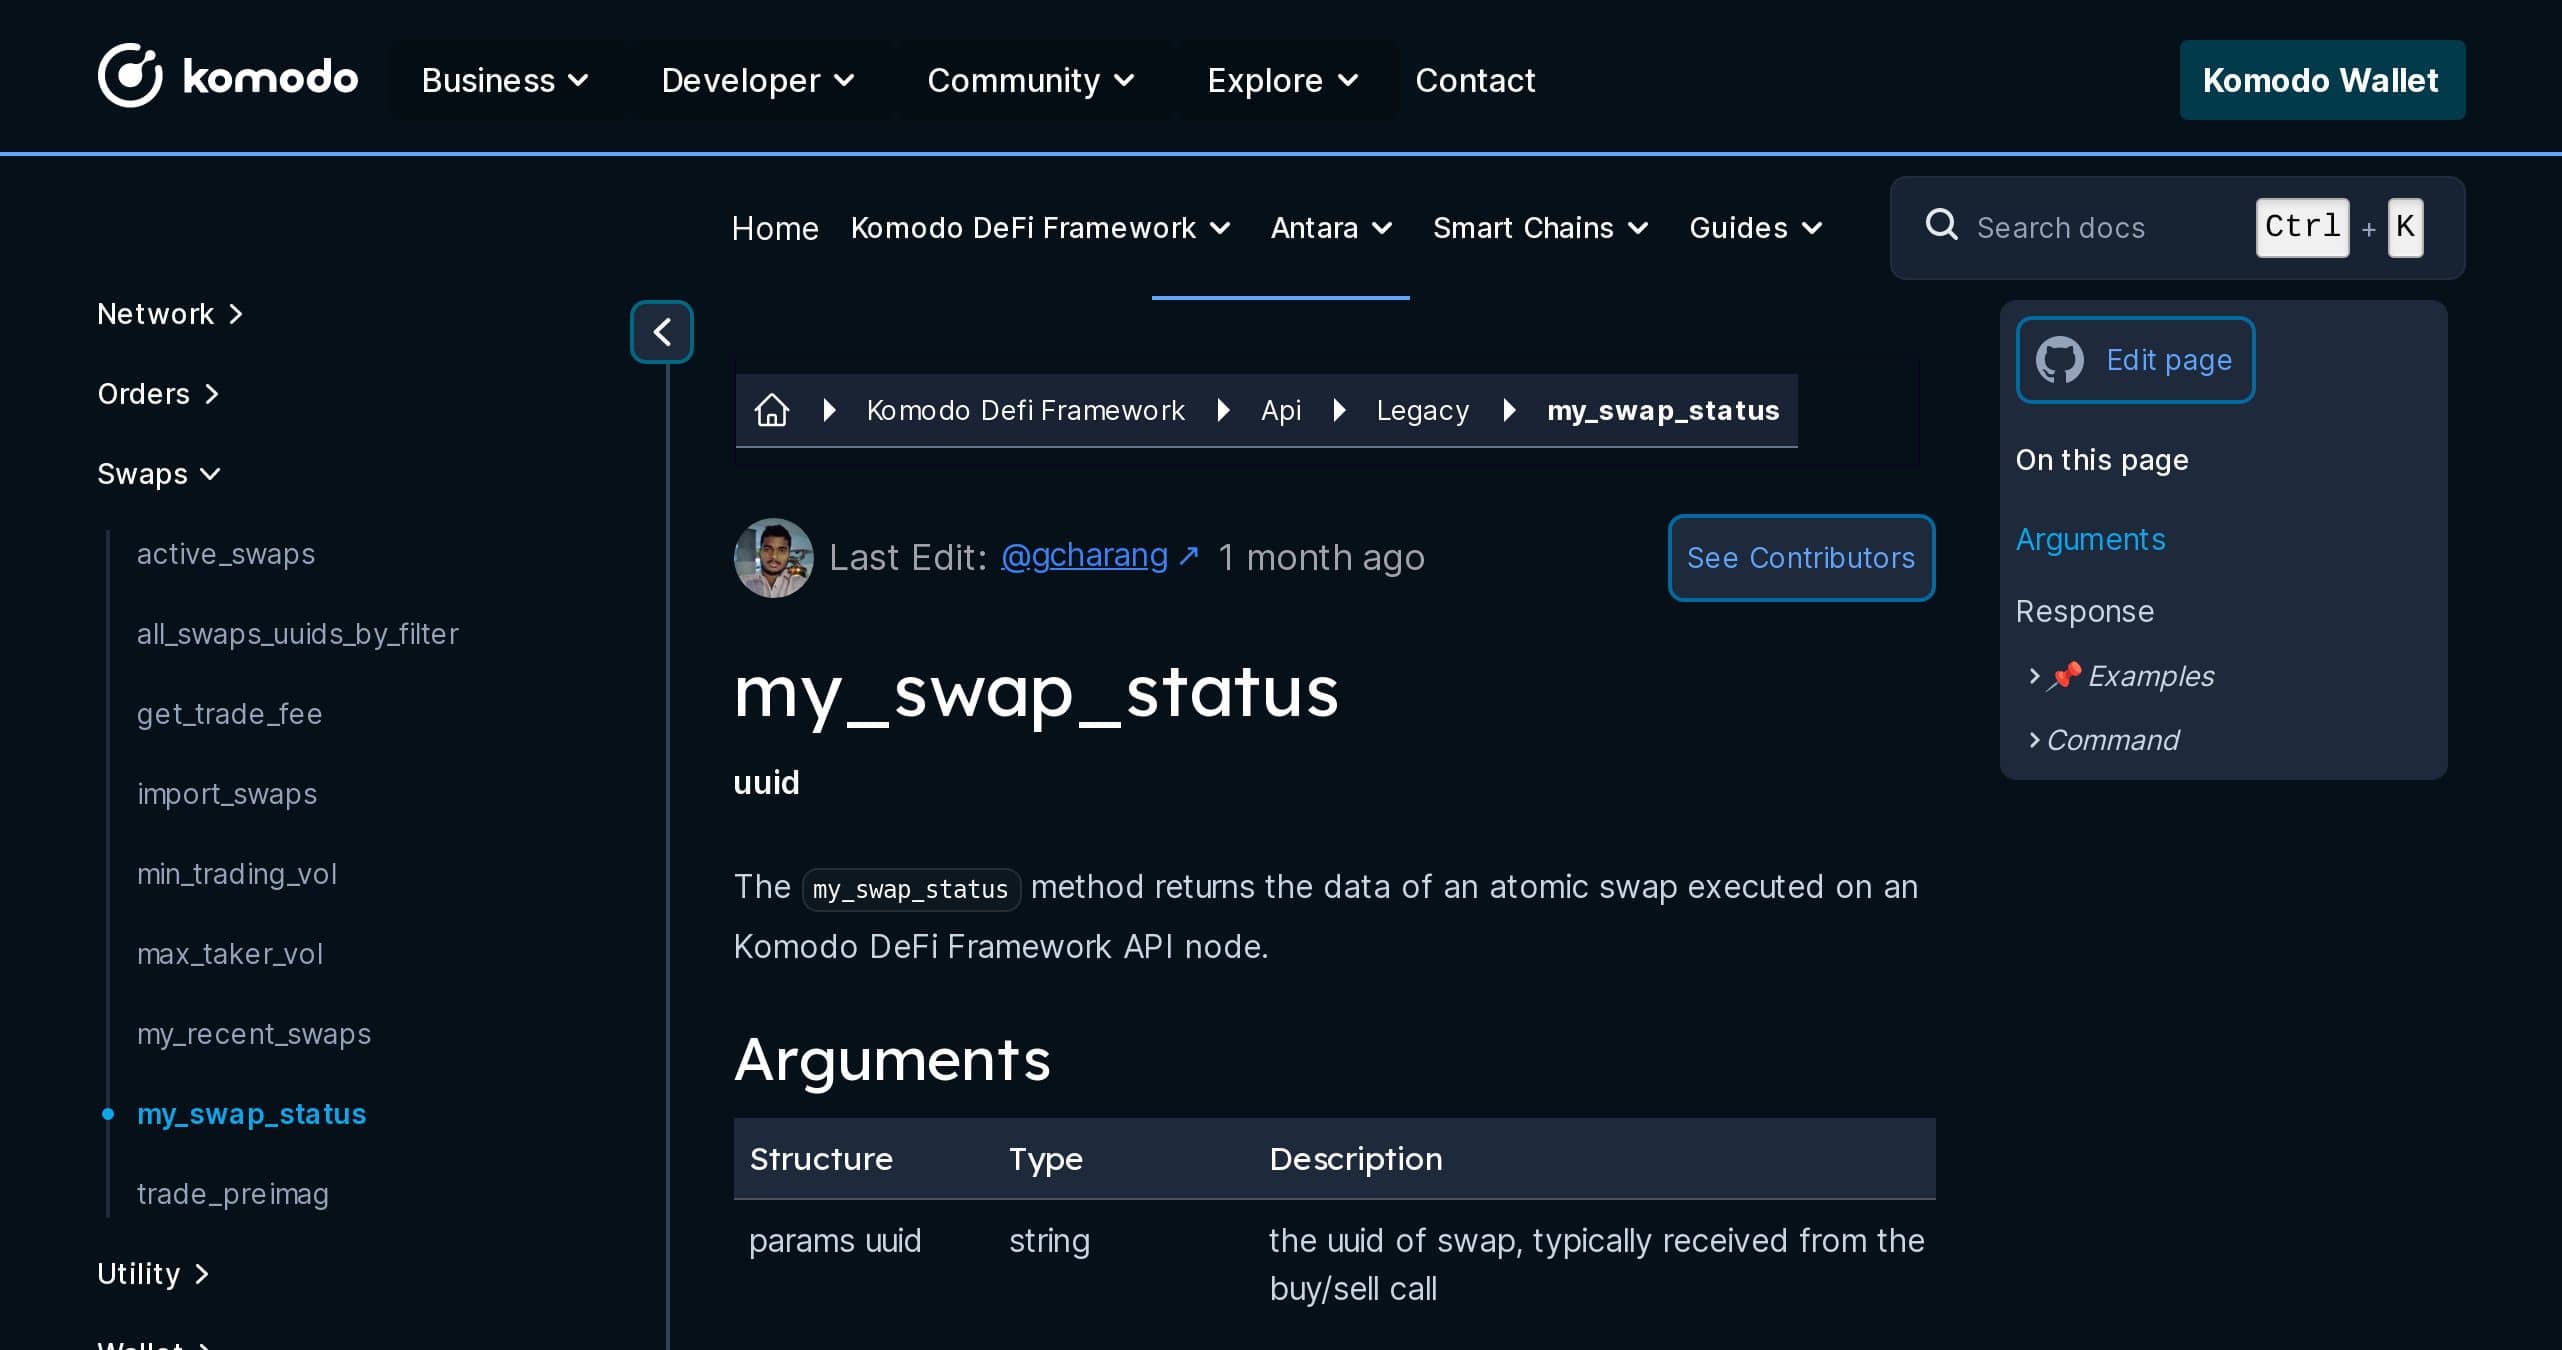 komodo Business Developer Community Explore Contact Komodo Wallet
Home Komodo DeFi Framework Antara Smart Chains Guides Search docs Ctrl + K
Network
Orders
Swaps
active_swaps
all_swaps_uuids_by_filter
get_trade_fee
import_swaps
min_trading_vol
max_taker_vol
my_recent_swaps
my_swap_status
trade_preimag
Utility
Wallet
Komodo Defi Framework Api Legacy my_swap_status
Last Edit: @gcharang ↗ 1 month ago See Contributors
my_swap_status
uuid
The my_swap_status method returns the data of an atomic swap executed on an
Komodo DeFi Framework API node.
Arguments
Structure Type Description
params uuid string the uuid of swap, typically received from the
buy/sell call
Edit page
On this page
Arguments
Response
📌 Examples
Command